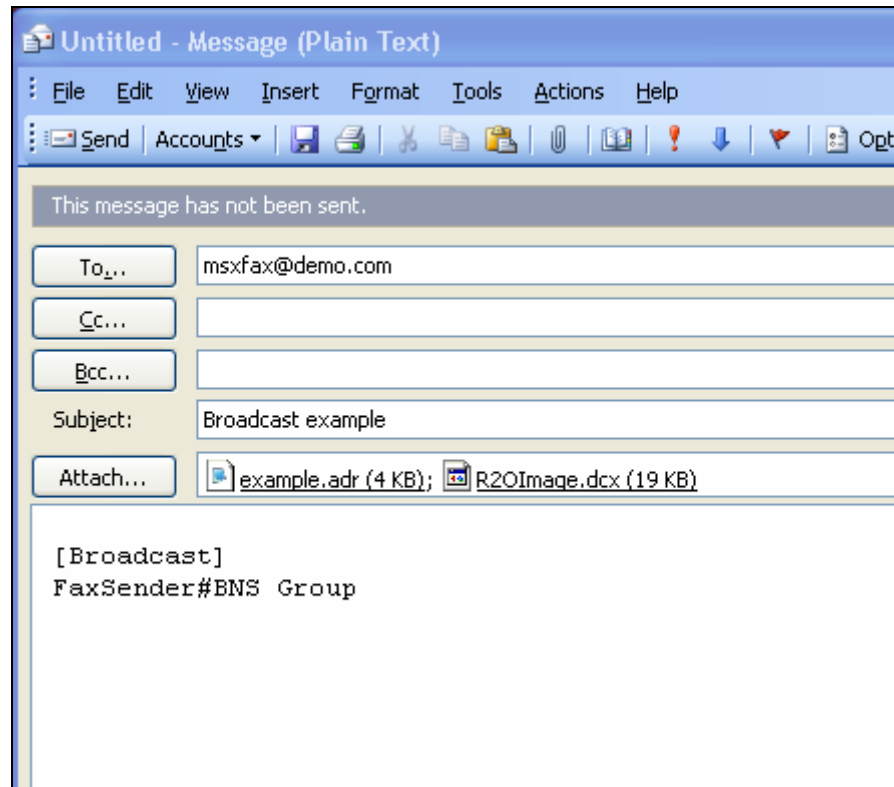 Untitled - Message (Plain Text)
File Edit View Insert Format Tools Actions Help
Send Accounts Opt
This message has not been sent.
To... msxfax@demo.com
Cc...
Bcc...
Subject: Broadcast example
Attach... example.adr (4 KB); R2OImage.dcx (19 KB)
[Broadcast]
FaxSender#BNS Group